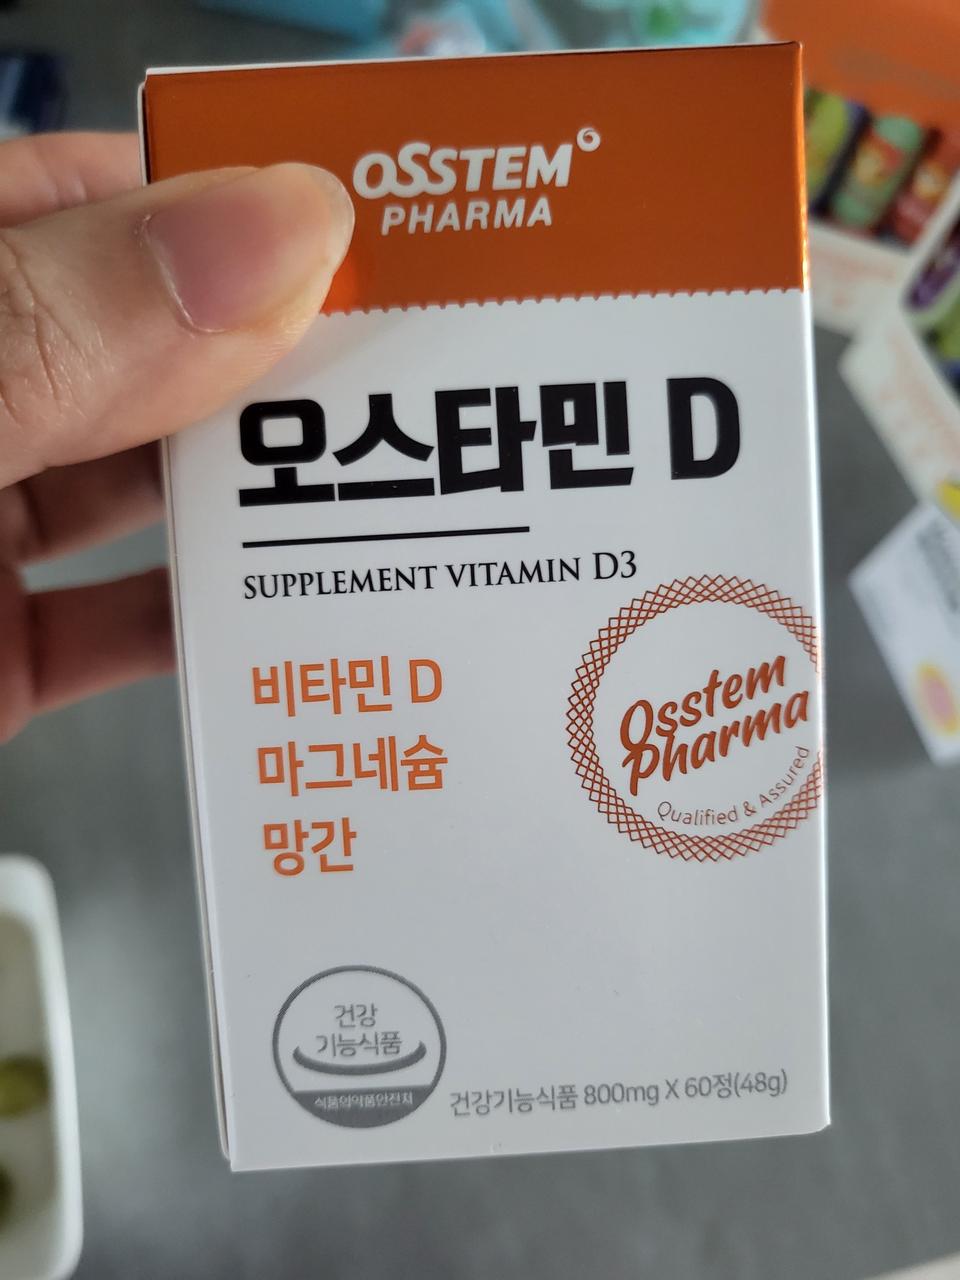 OSSTEM
PHARMA
오스타민 D
SUPPLEMENT VITAMIN D3
비타민 D
마그네슘
망간
Osstem
Pharma
Qualified & Assured
건강
기능식품
식품의약품안전처
건강기능식품 800mg X 60정(48g)